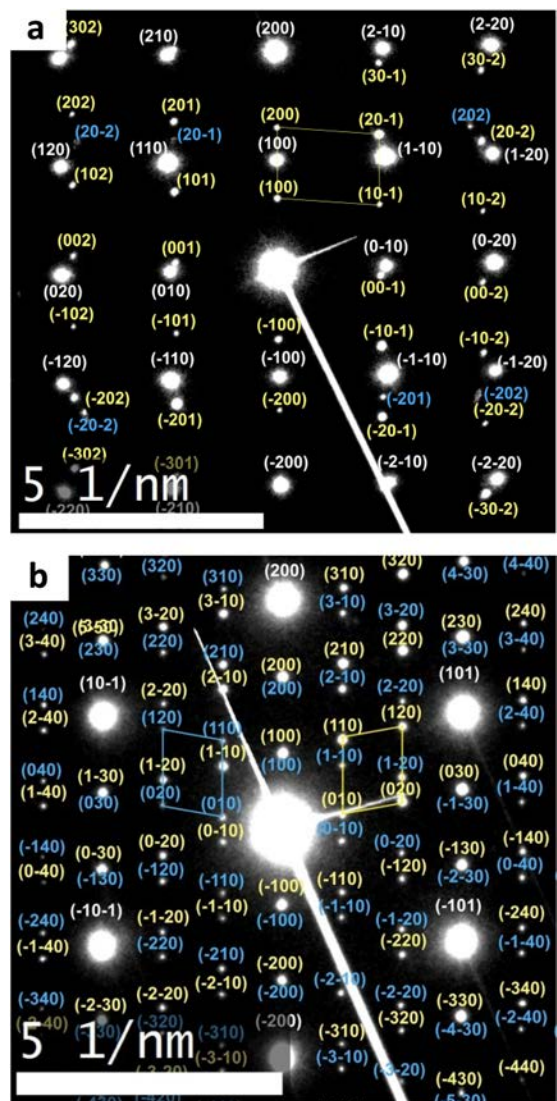 a
(302) (210) (200) (2-10) (2-20)
(30-1) (30-2)
(202) (201) (200) (20-1) (202)
(20-2) (20-1) (20-2)
(120) (110) (100) (1-10) (1-20)
(102) (101) (100) (10-1) (10-2)
(002) (001) (0-10) (0-20)
(020) (010) (00-1) (00-2)
(-102) (-101) (-100) (-10-1) (-10-2)
(-120) (-110) (-100) (-1-10) (-1-20)
(-202) (-201) (-200) (-201) (-202)
(-20-2) (-20-1) (-20-2)
(-302) (-301) (-200) (-2-10) (-2-20)
5 1/nm
(-220) (-210) (-30-2)
b
(330) (320) (310) (200) (310) (320) (4-30) (4-40)
(240) (3-20) (3-10) (3-10) (3-20) (230) (240)
(3-40) (230) (220) (210) (210) (220) (3-30) (3-40)
(140) (10-1) (2-20) (2-10) (200) (2-10) (2-20) (101) (140)
(2-40) (120) (110) (200) (110) (120) (2-40)
(1-20) (1-10) (100) (1-10) (1-20)
(040) (1-30) (100) (030) (040)
(1-40) (030) (020) (010) (010) (020) (-1-30) (1-40)
(0-10) (0-10)
(-140) (0-30) (0-20) (0-20) (-130) (-140)
(0-40) (-130) (-120) (-110) (-100) (-110) (-120) (-2-30) (0-40)
(-10-1) (-1-10) (-100) (-1-10) (-101)
(-240) (-1-20) (-1-20) (-240)
(-1-40) (-220) (-210) (-200) (-220) (-1-40)
(-2-10) (-200) (-2-10)
(-340) (-2-30) (-2-20) (-2-20) (-330) (-340)
(-2-40) (-320) (-310) (-200) (-310) (-320) (-4-30) (-2-40)
5 1/nm
(-3-10) (-3-10) (-3-20) (-430) (-440)